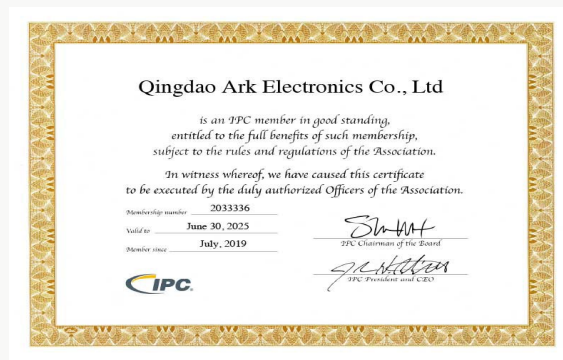 Qingdao Ark Electronics Co., Ltd
is an IPC member in good standing,
entitled to the full benefits of such membership,
subject to the rules and regulations of the Association.
In witness whereof, we have caused this certificate
to be executed by the duly authorized Officers of the Association.
Membership number 2033336
Valid to June 30, 2025
Member since July, 2019
IPC Chairman of the Board
IPC President and CEO
IPC